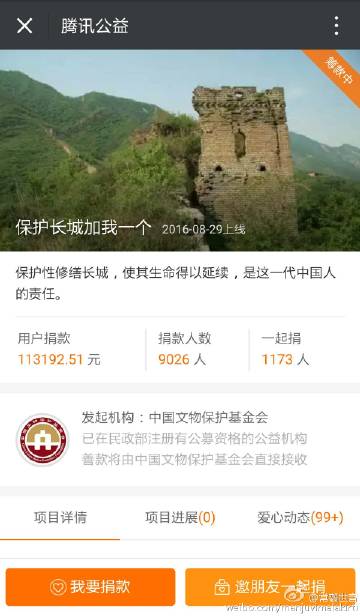 腾讯公益
筹款中
保护长城加我一个 2016-08-29上线
保护性修缮长城，使其生命得以延续，是这一代中国人
的责任。
用户捐款 捐款人数 一起捐
113192.51 元 9026 人 1173 人
发起机构：中国文物保护基金会
已在民政部注册有公募资格的公益机构
善款将由中国文物保护基金会直接接收
项目详情 项目进展(0) 爱心动态(99+)
我要捐款 邀朋友一起捐